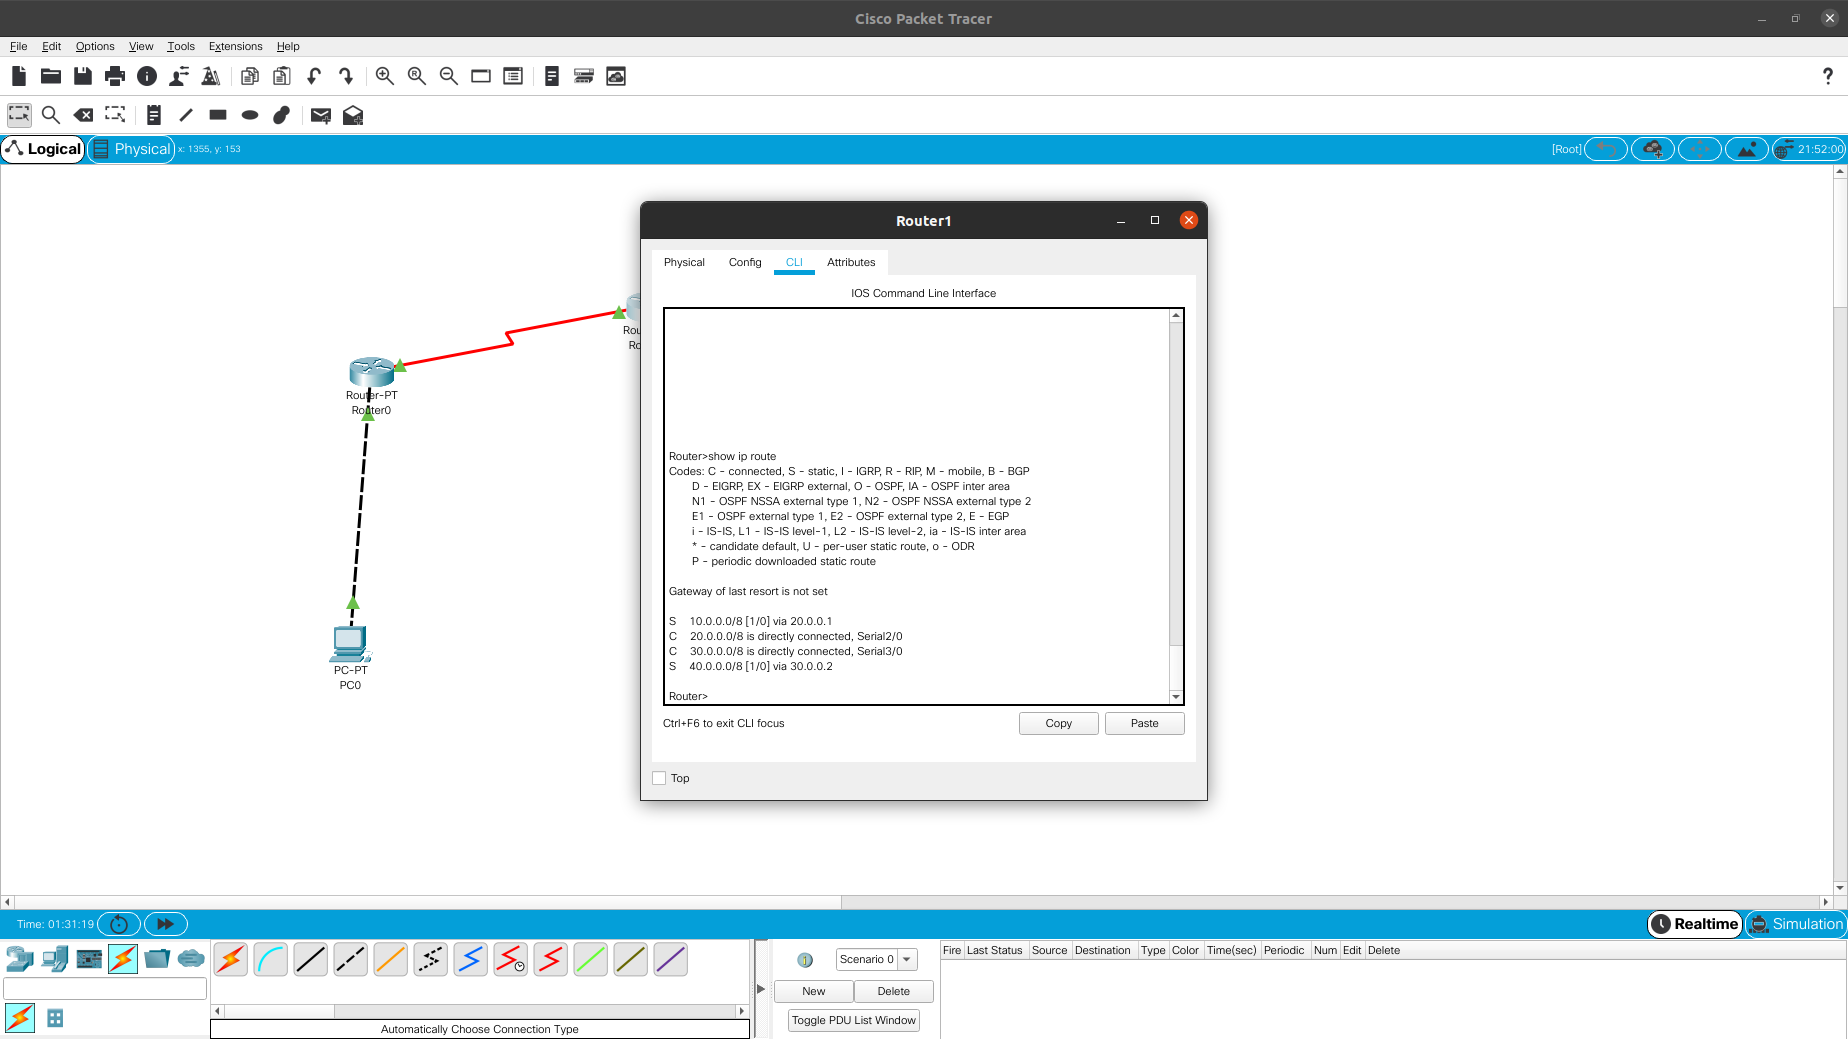 Cisco Packet Tracer
File Edit Options View Tools Extensions Help
?
Logical Physical x: 1355, y: 153 [Root] 21:52:00
Router1
Physical Config CLI Attributes
IOS Command Line Interface
Router>show ip route
Codes: C - connected, S - static, I - IGRP, R - RIP, M - mobile, B - BGP
D - EIGRP, EX - EIGRP external, O - OSPF, IA - OSPF inter area
N1 - OSPF NSSA external type 1, N2 - OSPF NSSA external type 2
E1 - OSPF external type 1, E2 - OSPF external type 2, E - EGP
i - IS-IS, L1 - IS-IS level-1, L2 - IS-IS level-2, ia - IS-IS inter area
* - candidate default, U - per-user static route, o - ODR
P - periodic downloaded static route
Gateway of last resort is not set
S 10.0.0.0/8 [1/0] via 20.0.0.1
C 20.0.0.0/8 is directly connected, Serial2/0
C 30.0.0.0/8 is directly connected, Serial3/0
S 40.0.0.0/8 [1/0] via 30.0.0.2
Router>
Ctrl+F6 to exit CLI focus Copy Paste
Top
Rou
Ro
Router-PT
Router0
PC-PT
PC0
Time: 01:31:19 Realtime Simulation
Scenario 0
New Delete
Toggle PDU List Window
Fire Last Status Source Destination Type Color Time(sec) Periodic Num Edit Delete
Automatically Choose Connection Type